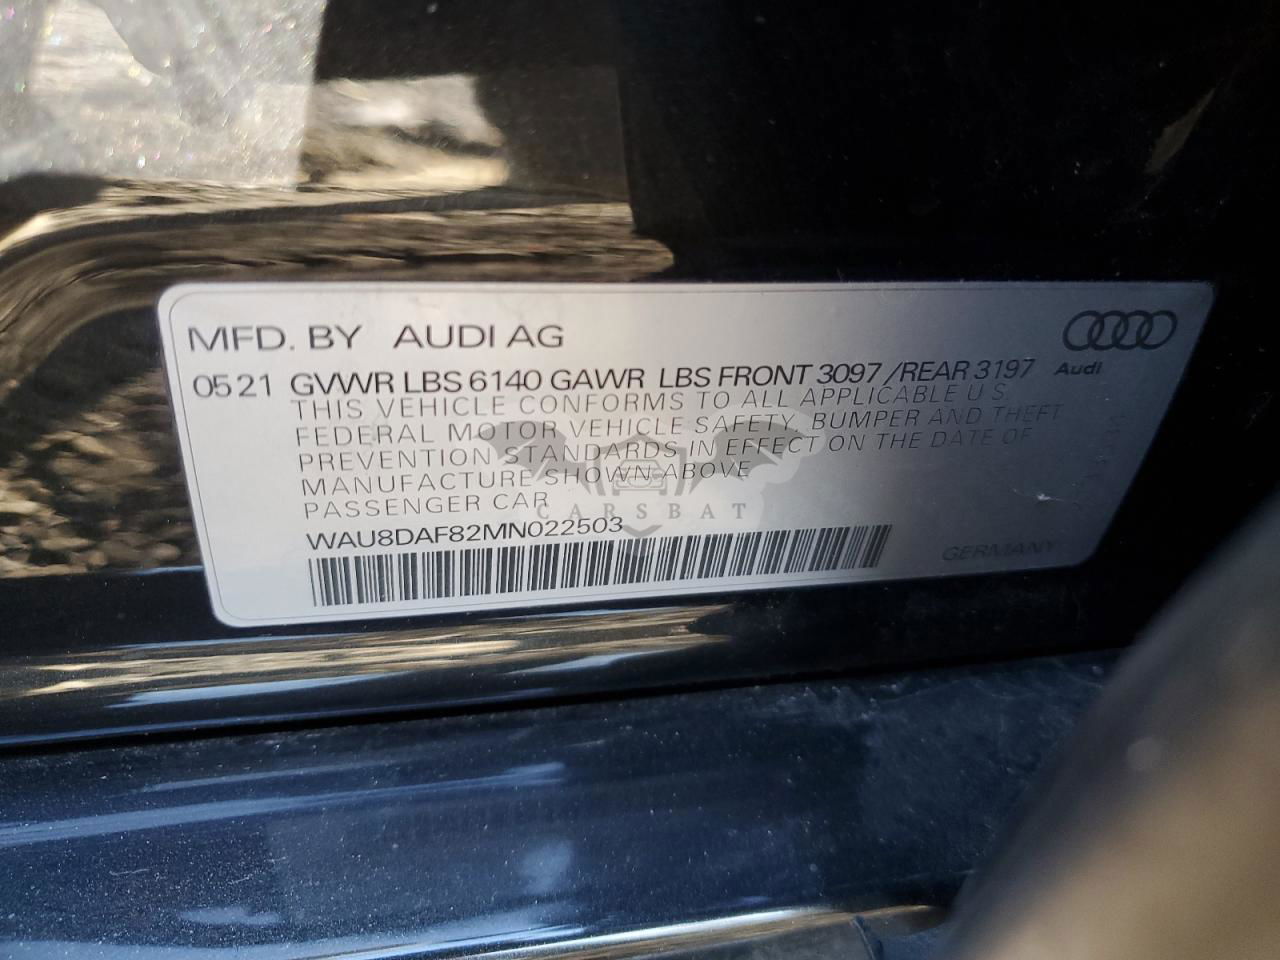 MFD. BY AUDI AG
0521 GVWR LBS 6140 GAWR LBS FRONT 3097/REAR 3197 Audi
THIS VEHICLE CONFORMS TO ALL APPLICABLE U S
FEDERAL MOTOR VEHICLE SAFETY, BUMPER AND THEFT
PREVENTION STANDARDS IN EFFECT ON THE DATE OF
MANUFACTURE SHOWN ABOVE
PASSENGER CAR
CARSBAT
WAU8DAF82MN022503
GERMANY